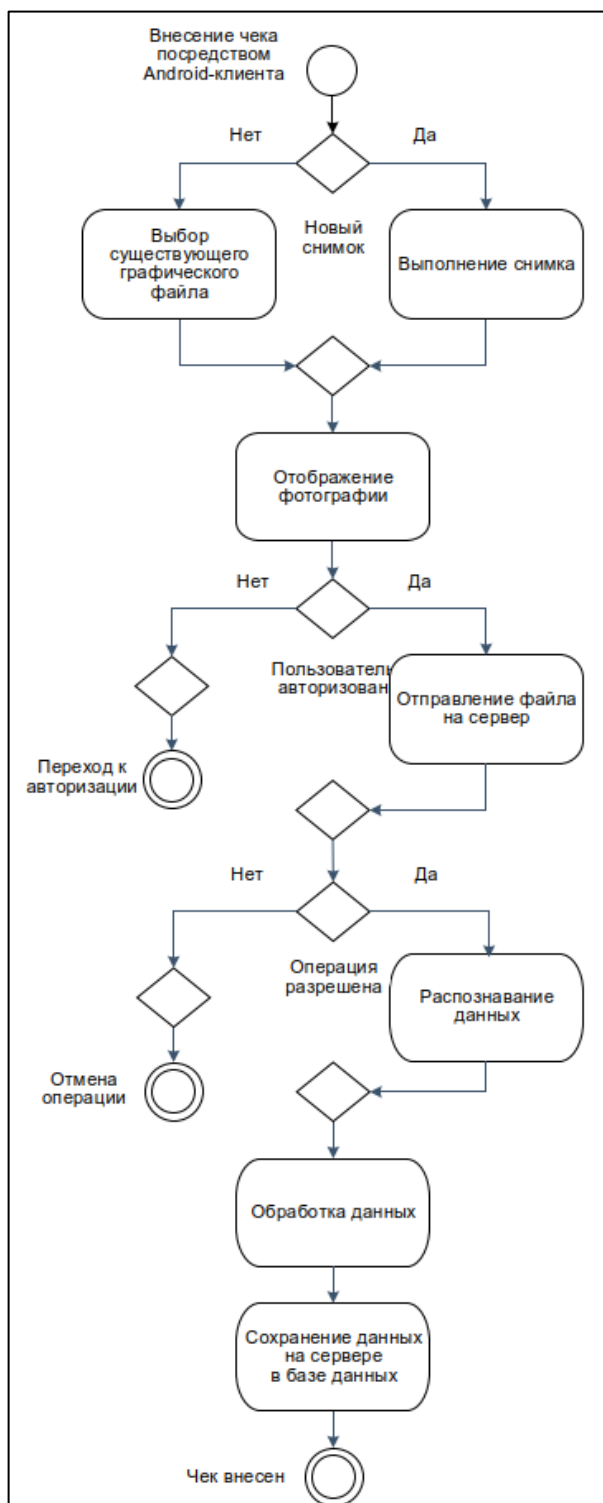 Внесение чека
посредством
Android-клиента
Нет
Да
Новый
снимок
Выбор
существующего
графического
файла
Выполнение снимка
Отображение
фотографии
Нет
Да
Пользователь
авторизован
Отправление файла
на сервер
Переход к
авторизации
Нет
Да
Операция
разрешена
Распознавание
данных
Отмена
операции
Обработка данных
Сохранение данных
на сервере
в базе данных
Чек внесен